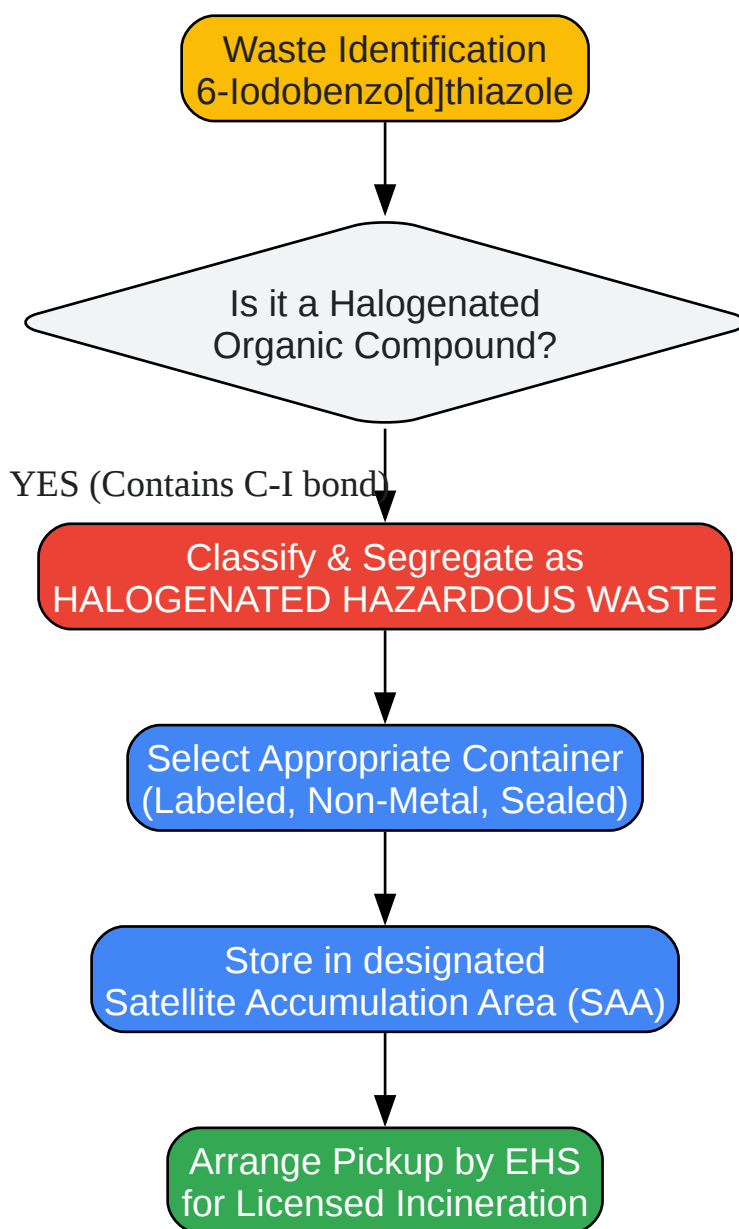 Waste Identification
6-Iodobenzo[d]thiazole
Is it a Halogenated
Organic Compound?
YES (Contains C-I bond)
Classify & Segregate as
HALOGENATED HAZARDOUS WASTE
Select Appropriate Container
(Labeled, Non-Metal, Sealed)
Store in designated
Satellite Accumulation Area (SAA)
Arrange Pickup by EHS
for Licensed Incineration